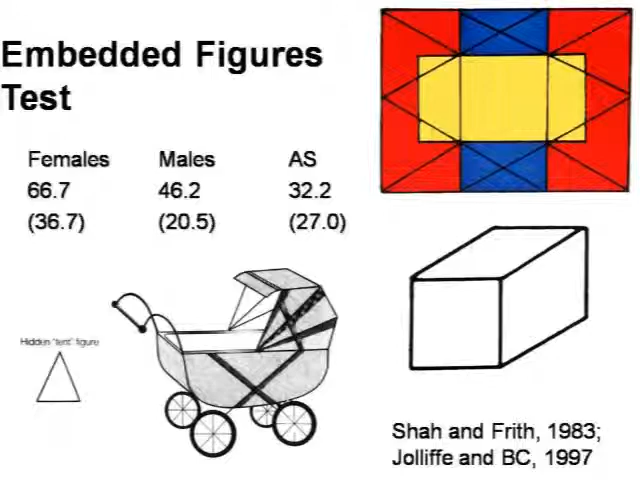 Embedded Figures
Test
Females Males AS
66.7 46.2 32.2
(36.7) (20.5) (27.0)
Hidden 'tent' figure
Shah and Frith, 1983;
Jolliffe and BC, 1997